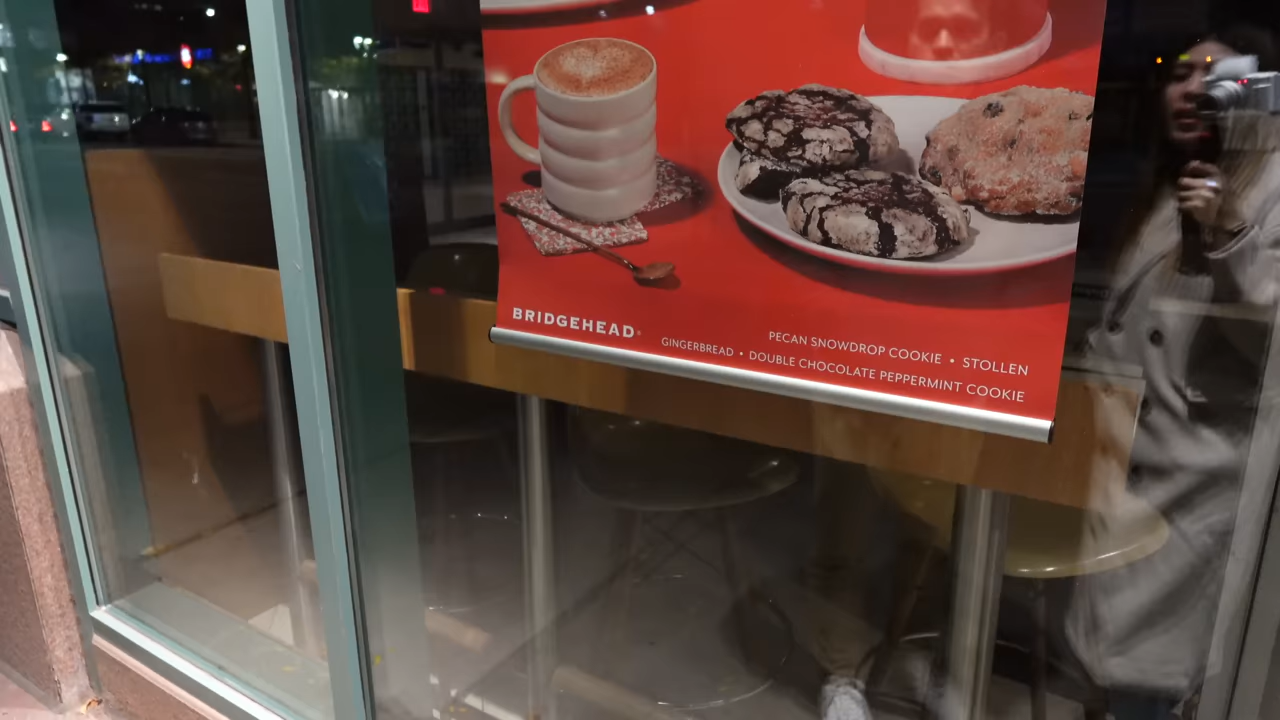 BRIDGEHEAD
PECAN SNOWDROP COOKIE • STOLLEN
GINGERBREAD • DOUBLE CHOCOLATE PEPPERMINT COOKIE